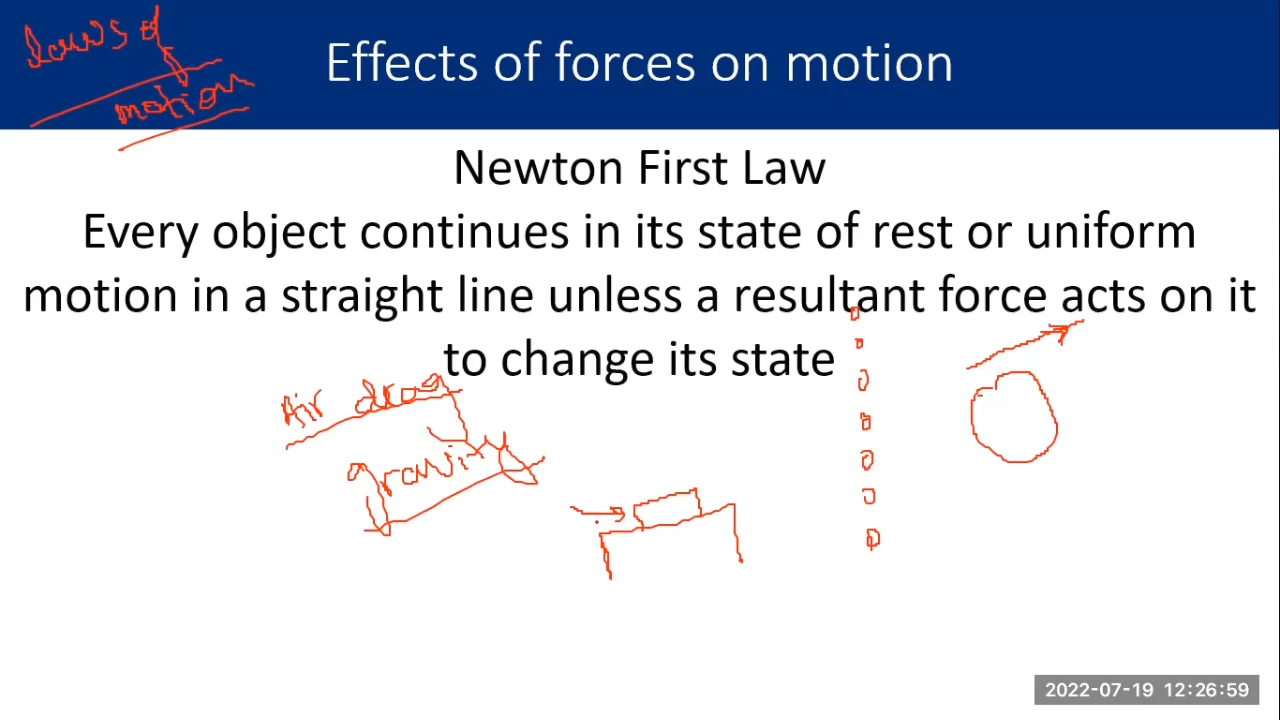 laws of
motion
Effects of forces on motion
Newton First Law
Every object continues in its state of rest or uniform
motion in a straight line unless a resultant force acts on it
to change its state
Air drag
gravity
2022-07-19 12:26:59